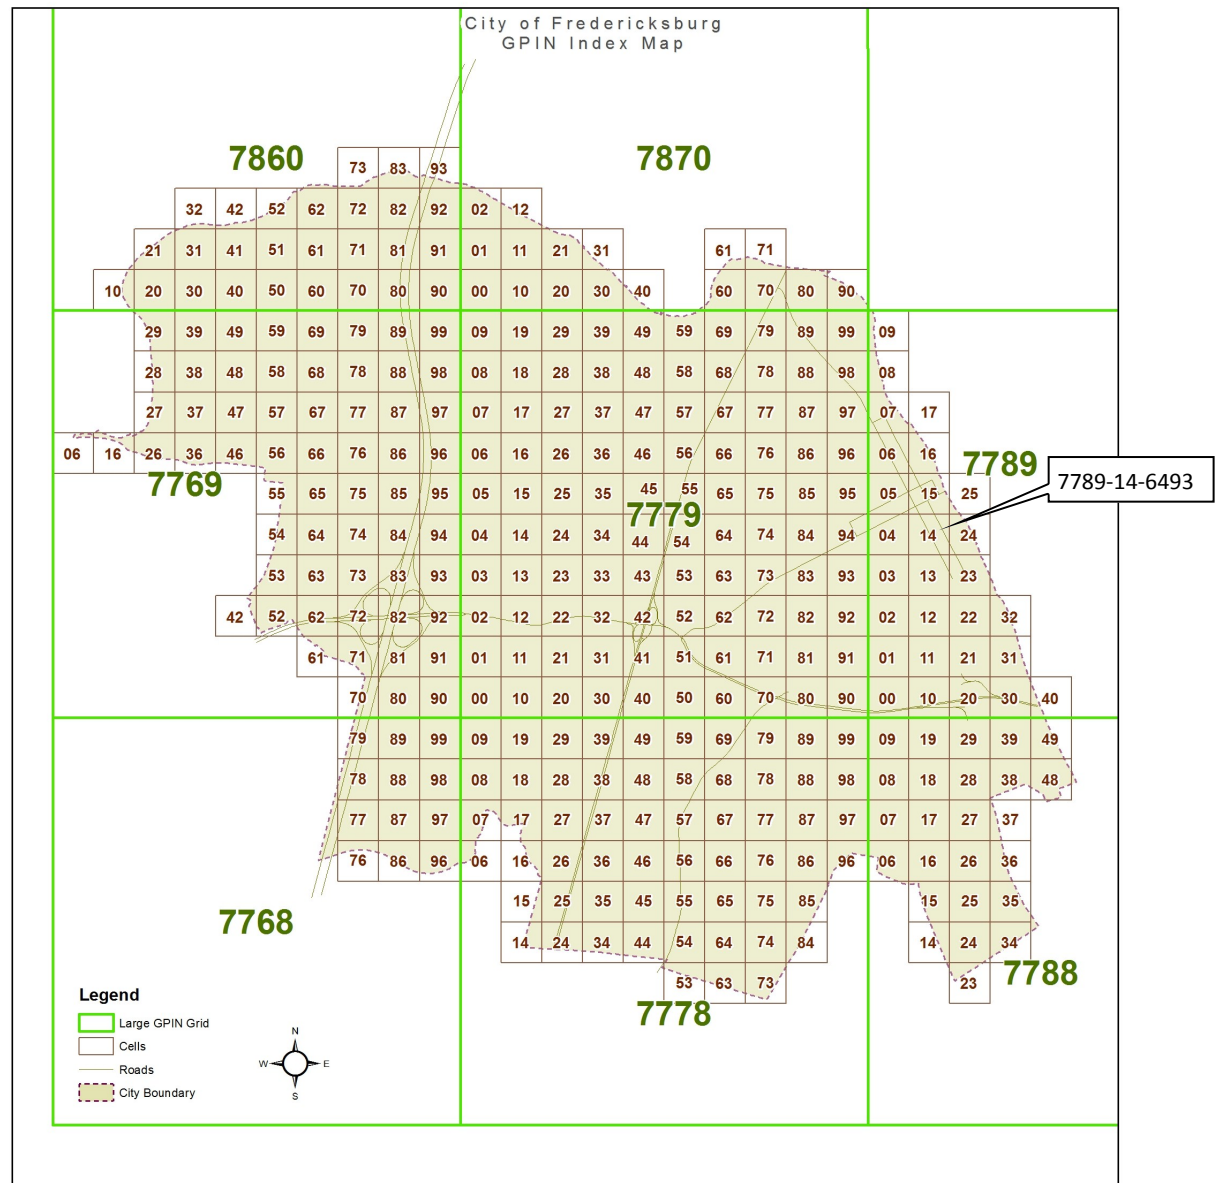 City of Fredericksburg
GPIN Index Map
7860
7870
73 83 93
32 42 52 62 72 82 92 02 12
21 31 41 51 61 71 81 91 01 11 21 31 61 71
10 20 30 40 50 60 70 80 90 00 10 20 30 40 60 70 80 90
29 39 49 59 69 79 89 99 09 19 29 39 49 59 69 79 89 99 09
28 38 48 58 68 78 88 98 08 18 28 38 48 58 68 78 88 98 08
27 37 47 57 67 77 87 97 07 17 27 37 47 57 67 77 87 97 07 17
06 16 26 36 46 56 66 76 86 96 06 16 26 36 46 56 66 76 86 96 06 16
7769
7789
7789-14-6493
55 65 75 85 95 05 15 25 35 45 55 65 75 85 95 05 15 25
7779
54 64 74 84 94 04 14 24 34 44 54 64 74 84 94 04 14 24
53 63 73 83 93 03 13 23 33 43 53 63 73 83 93 03 13 23
42 52 62 72 82 92 02 12 22 32 42 52 62 72 82 92 02 12 22 32
61 71 81 91 01 11 21 31 41 51 61 71 81 91 01 11 21 31
70 80 90 00 10 20 30 40 50 60 70 80 90 00 10 20 30 40
79 89 99 09 19 29 39 49 59 69 79 89 99 09 19 29 39 49
78 88 98 08 18 28 38 48 58 68 78 88 98 08 18 28 38 48
77 87 97 07 17 27 37 47 57 67 77 87 97 07 17 27 37
76 86 96 06 16 26 36 46 56 66 76 86 96 06 16 26 36
15 25 35 45 55 65 75 85 15 25 35
7768
14 24 34 44 54 64 74 84 14 24 34
7788
53 63 73 23
7778
Legend
Large GPIN Grid
Cells
Roads
City Boundary
N
W E
S